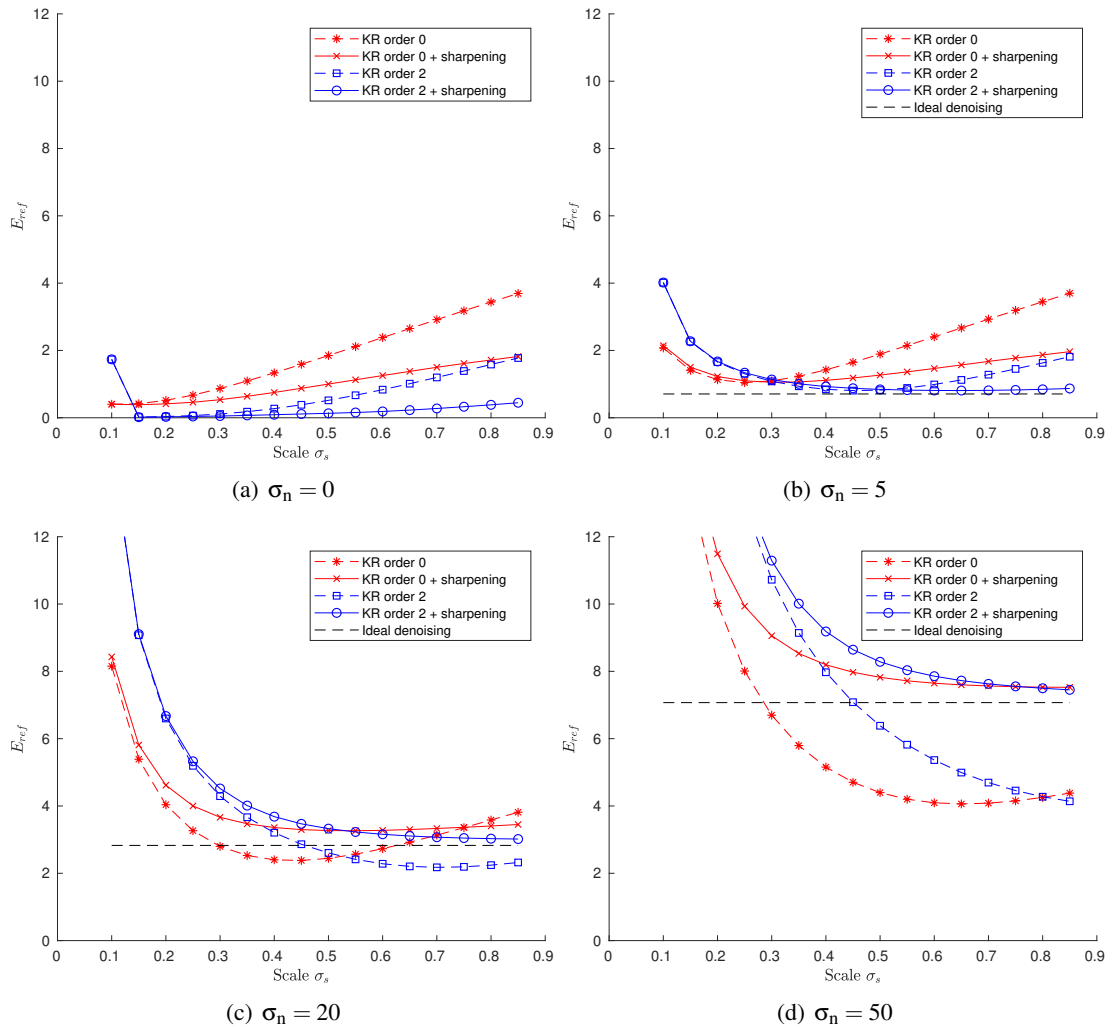 12
10
8
6
4
2
0
E_ref
0 0.1 0.2 0.3 0.4 0.5 0.6 0.7 0.8 0.9
Scale σ_s
KR order 0
KR order 0 + sharpening
KR order 2
KR order 2 + sharpening
(a) σn = 0
12
10
8
6
4
2
0
E_ref
0 0.1 0.2 0.3 0.4 0.5 0.6 0.7 0.8 0.9
Scale σ_s
KR order 0
KR order 0 + sharpening
KR order 2
KR order 2 + sharpening
Ideal denoising
(b) σn = 5
12
10
8
6
4
2
0
E_ref
0 0.1 0.2 0.3 0.4 0.5 0.6 0.7 0.8 0.9
Scale σ_s
KR order 0
KR order 0 + sharpening
KR order 2
KR order 2 + sharpening
Ideal denoising
(c) σn = 20
12
10
8
6
4
2
0
E_ref
0 0.1 0.2 0.3 0.4 0.5 0.6 0.7 0.8 0.9
Scale σ_s
KR order 0
KR order 0 + sharpening
KR order 2
KR order 2 + sharpening
Ideal denoising
(d) σn = 50